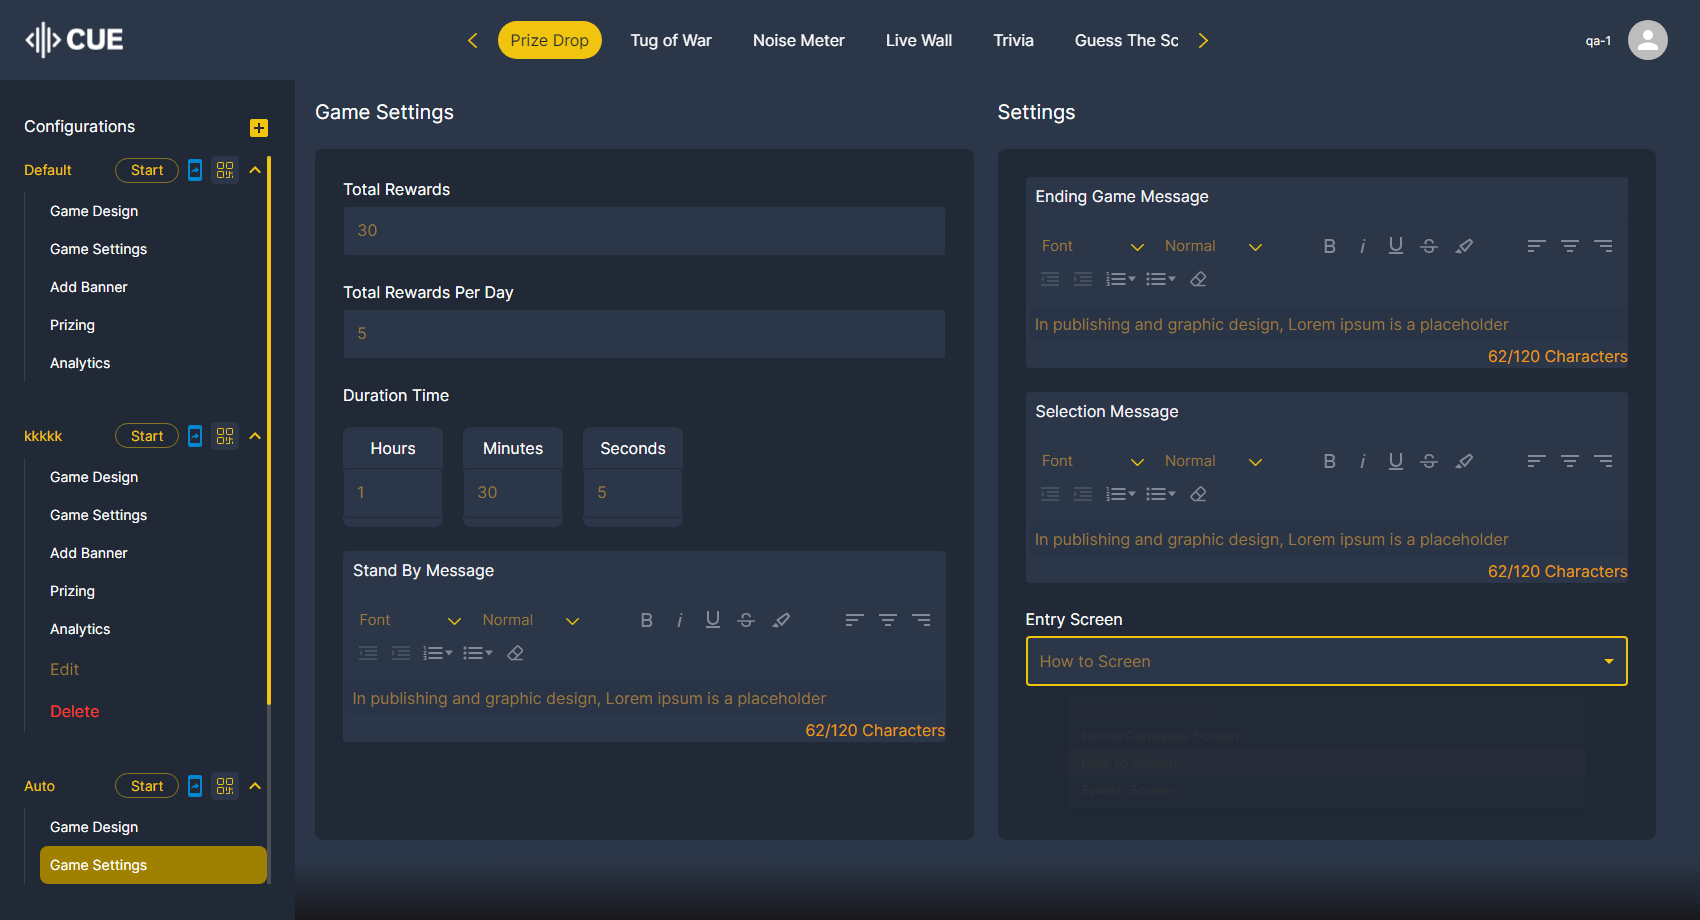 CUE
Prize Drop
Tug of War
Noise Meter
Live Wall
Trivia
Guess The Sc
qa-1
Configurations
Default
Start
Game Design
Game Settings
Add Banner
Prizing
Analytics
kkkkk
Start
Game Design
Game Settings
Add Banner
Prizing
Analytics
Edit
Delete
Auto
Start
Game Design
Game Settings
Game Settings
Total Rewards
30
Total Rewards Per Day
5
Duration Time
Hours
Minutes
Seconds
1
30
5
Stand By Message
Font
Normal
In publishing and graphic design, Lorem ipsum is a placeholder
62/120 Characters
Settings
Ending Game Message
Font
Normal
In publishing and graphic design, Lorem ipsum is a placeholder
62/120 Characters
Selection Message
Font
Normal
In publishing and graphic design, Lorem ipsum is a placeholder
62/120 Characters
Entry Screen
How to Screen
Home/Gameplay Screen
How to Screen
Splash Screen